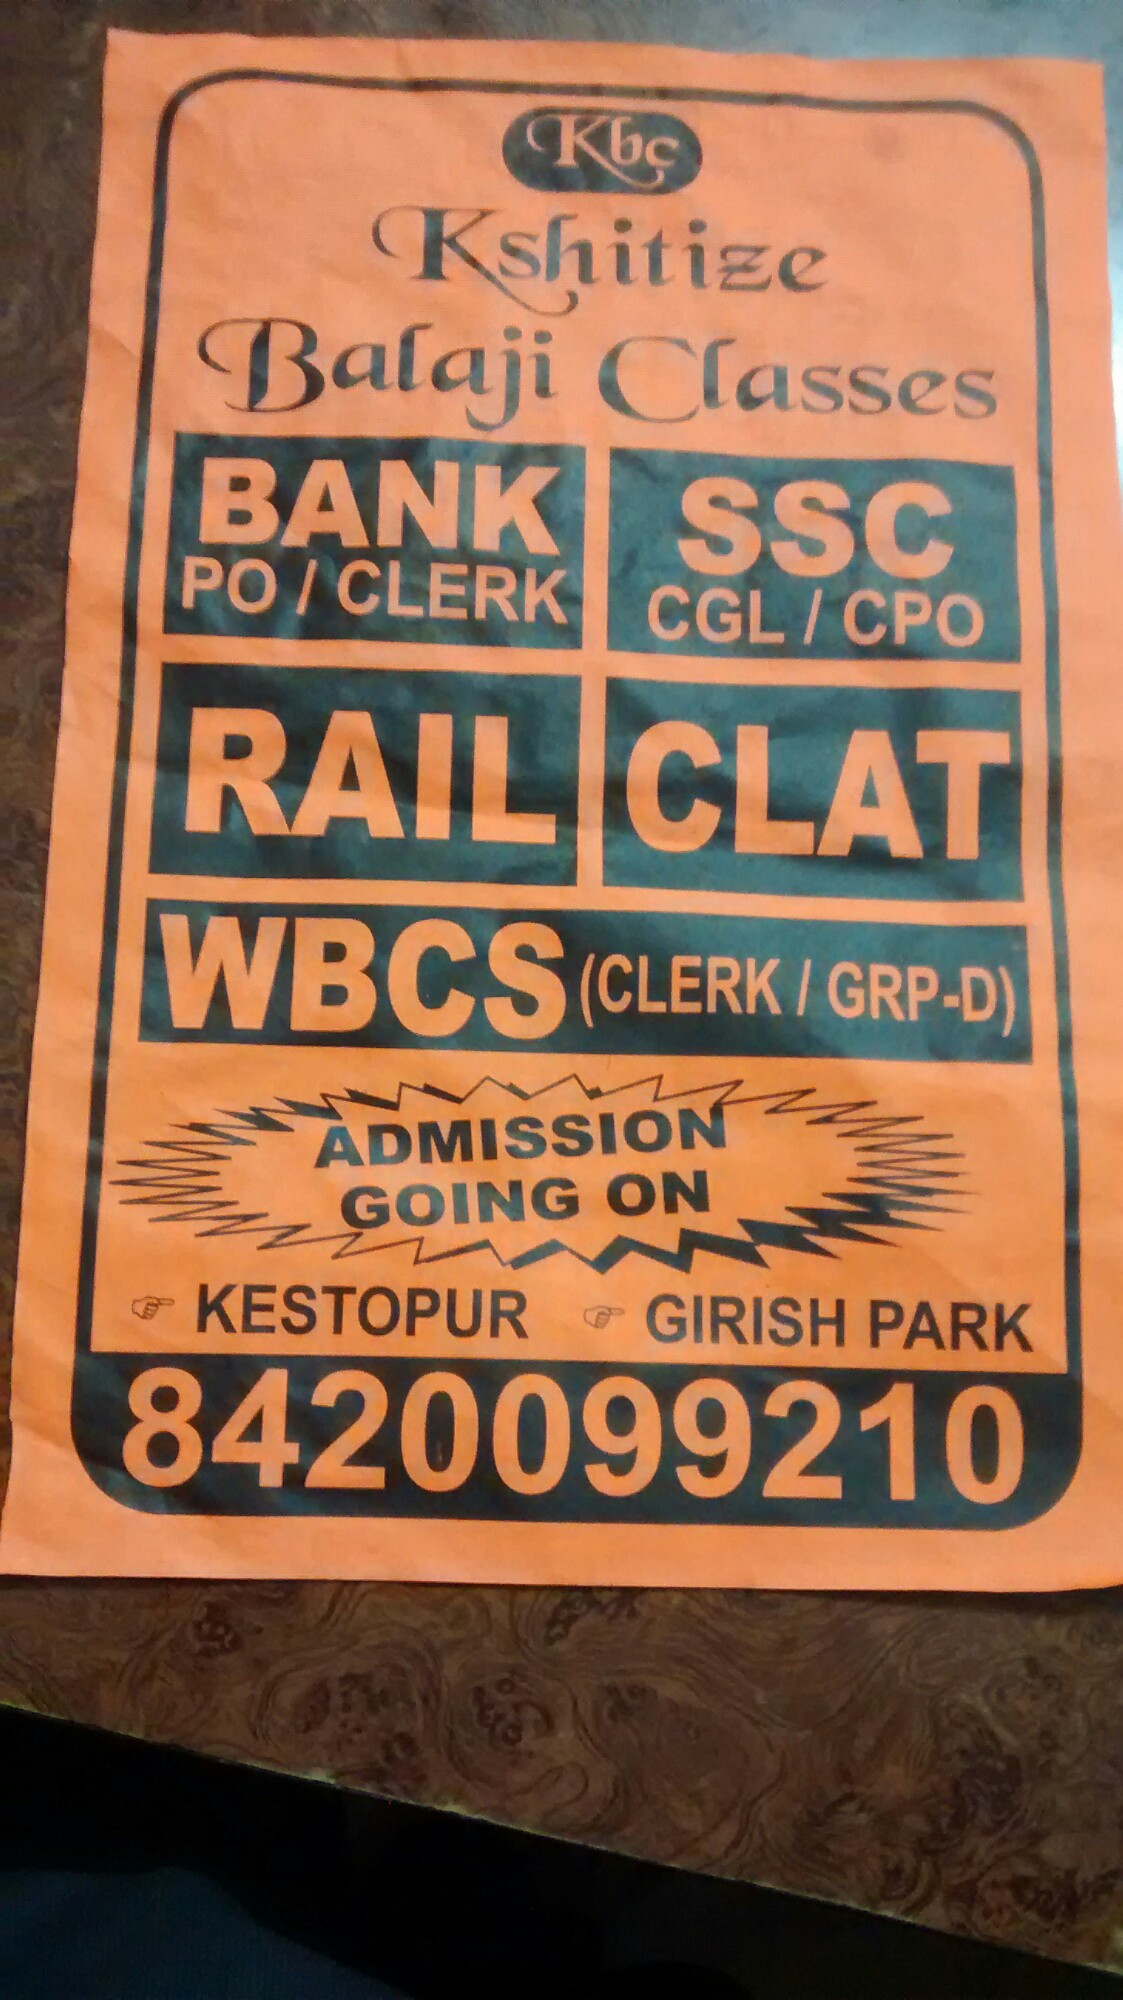 Kbc
Kshitize
Balaji Classes
BANK
PO / CLERK
SSC
CGL / CPO
RAIL
CLAT
WBCS (CLERK / GRP-D)
ADMISSION
GOING ON
KESTOPUR
GIRISH PARK
8420099210